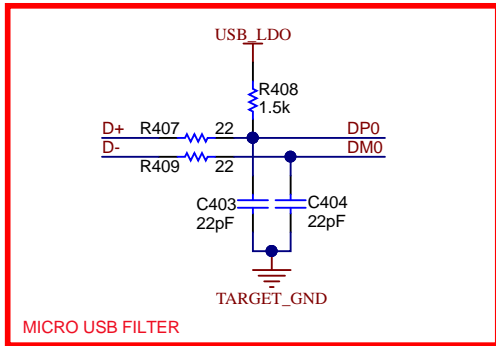 USB_LDO
R408
1.5k
D+ R407 22 DP0
D- R409 22 DM0
C403 C404
22pF 22pF
TARGET_GND
MICRO USB FILTER